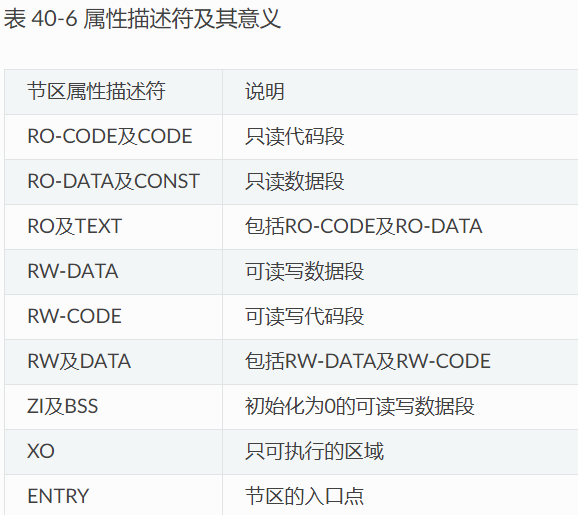 表 40-6 属性描述符及其意义
节区属性描述符 说明
RO-CODE及CODE 只读代码段
RO-DATA及CONST 只读数据段
RO及TEXT 包括RO-CODE及RO-DATA
RW-DATA 可读写数据段
RW-CODE 可读写代码段
RW及DATA 包括RW-DATA及RW-CODE
ZI及BSS 初始化为0的可读写数据段
XO 只可执行的区域
ENTRY 节区的入口点